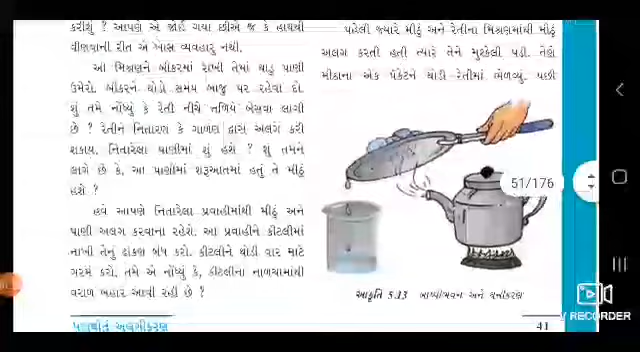 કરીશું ? આપણે એ જોઈ ગયા છીએ જ કે હાથથી
વીણવાની રીત એ ખાસ વ્યવહારુ નથી.
આ મિશ્રણને બીકરમાં રાખી તેમાં થોડું પાણી
ઉમેરો. બીકરને થોડો સમય બાજુ પર રહેવા દો.
શું તમે નોંધ્યું કે રેતી નીચે તળિયે બેસવા લાગી
છે ? રેતીને નિતારણ કે ગાળણ દ્વારા અલગ કરી
શકાય. નિતારેલા પાણીમાં શું હશે ? શું તમને
લાગે છે કે, આ પાણીમાં શરૂઆતમાં હતું તે મીઠું
હશે ?
હવે આપણે નિતારેલા પ્રવાહીમાંથી મીઠું અને
પાણી અલગ કરવાના રહેશે. આ પ્રવાહીને કીટલીમાં
નાખી તેનું ઢાંકણ બંધ કરો. કીટલીને થોડી વાર માટે
ગરમ કરો. તમે એ નોંધ્યું કે, કીટલીના નાળચામાંથી
વરાળ બહાર આવી રહી છે ?
પહેલી જ્યારે મીઠું અને રેતીના મિશ્રણમાંથી મીઠું
અલગ કરતી હતી ત્યારે તેને મુશ્કેલી પડી. તેણે
મીઠાના એક પેકેટને થોડી રેતીમાં ભેળવ્યું. પછી
51/176
આકૃતિ 5.13 બાષ્પીભવન અને ઘનીકરણ
પદાર્થોનું અલગીકરણ
41
RECORDER